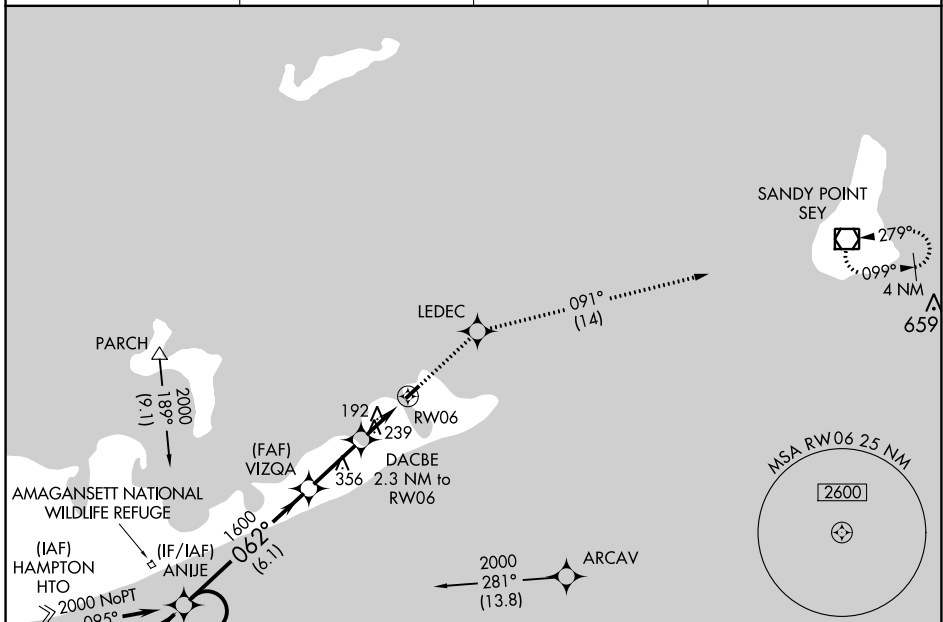 SANDY POINT
SEY
279°
099°
4 NM
659
091°
(14)
LEDEC
PARCH
2000
189°
(9.1)
192
RW06
239
(FAF)
VIZQA
356
DACBE
2.3 NM to
RW06
MSA RW06 25 NM
2600
AMAGANSETT NATIONAL
WILDLIFE REFUGE
1600
062°
(6.1)
(IAF)
HAMPTON
HTO
(IF/IAF)
ANIJE
2000
281°
(13.8)
ARCAV
2000 NoPT
095°